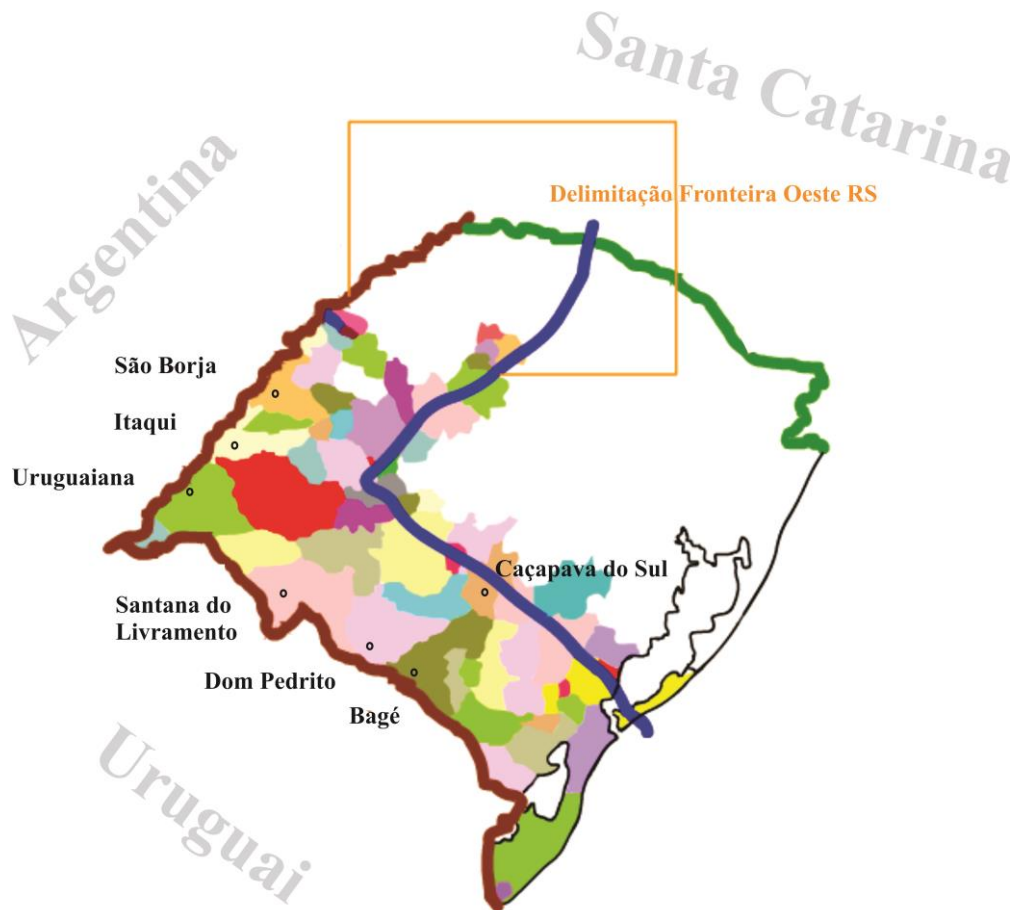 Santa Catarina
Argentina
Delimitação Fronteira Oeste RS
São Borja
Itaqui
Uruguaiana
Caçapava do Sul
Santana do
Livramento
Dom Pedrito
Bagé
Uruguai